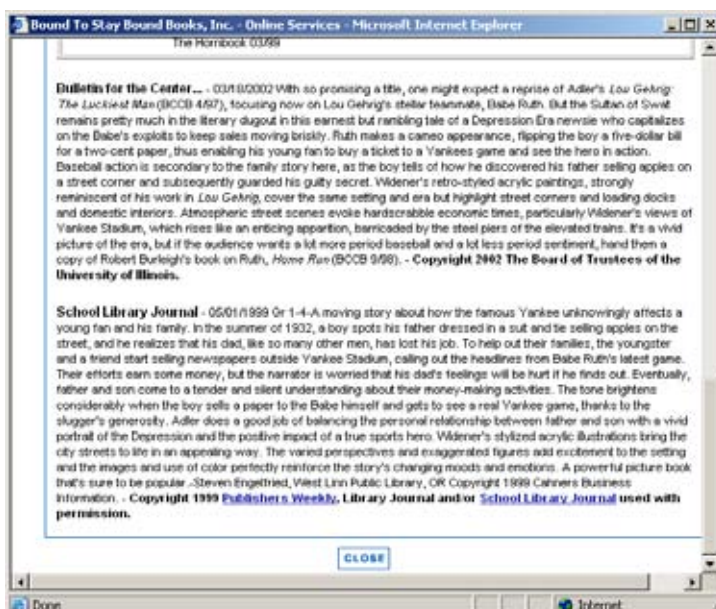 Bound To Stay Bound Books, Inc. - Online Services - Microsoft Internet Explorer
The Hornbook 03/99
Bulletin for the Center... - 03/18/2002 With so promising a title, one might expect a reprise of Adler's Lou Gehrig:
The Luckiest Man (BCCB 4/97), focusing now on Lou Gehrig's stellar teammate, Babe Ruth. But the Sultan of Swat
remains pretty much in the literary dugout in this earnest but rambling tale of a Depression Era newsie who capitalizes
on the Babe's exploits to keep sales moving briskly. Ruth makes a cameo appearance, flipping the boy a five-dollar bill
for a two-cent paper, thus enabling his young fan to buy a ticket to a Yankees game and see the hero in action.
Baseball action is secondary to the family story here, as the boy tells of how he discovered his father selling apples on
a street corner and subsequently guarded his guilty secret. Widener's retro-styled acrylic paintings, strongly
reminiscent of his work in Lou Gehrig, cover the same setting and era but highlight street corners and loading docks
and domestic interiors. Atmospheric street scenes evoke hardscrabble economic times, particularly Widener's views of
Yankee Stadium, which rises like an enticing apparition, barricaded by the steel piers of the elevated trains. It's a vivid
picture of the era, but if the audience wants a lot more period baseball and a lot less period sentiment, hand them a
copy of Robert Burleigh's book on Ruth, Home Run (BCCB 9/98). - Copyright 2002 The Board of Trustees of the
University of Illinois.
School Library Journal - 05/01/1999 Gr 1-4-A moving story about how the famous Yankee unknowingly affects a
young fan and his family. In the summer of 1932, a boy spots his father dressed in a suit and tie selling apples on the
street, and he realizes that his dad, like so many other men, has lost his job. To help out their families, the youngster
and a friend start selling newspapers outside Yankee Stadium, calling out the headlines from Babe Ruth's latest game.
Their efforts earn some money, but the narrator is worried that his dad's feelings will be hurt if he finds out. Eventually,
father and son come to a tender and silent understanding about their money-making activities. The tone brightens
considerably when the boy sells a paper to the Babe himself and gets to see a real Yankee game, thanks to the
slugger's generosity. Adler does a good job of balancing the personal relationship between father and son with a vivid
portrait of the Depression and the positive impact of a true sports hero. Widener's stylized acrylic illustrations bring the
city streets to life in an appealing way. The varied perspectives and exaggerated figures add excitement to the setting
and the images and use of color perfectly reinforce the story's changing moods and emotions. A powerful picture book
that's sure to be popular.-Steven Engelfried, West Linn Public Library, OR Copyright 1999 Cahners Business
Information. - Copyright 1999 Publishers Weekly, Library Journal and/or School Library Journal used with
permission.
CLOSE
Done
Internet